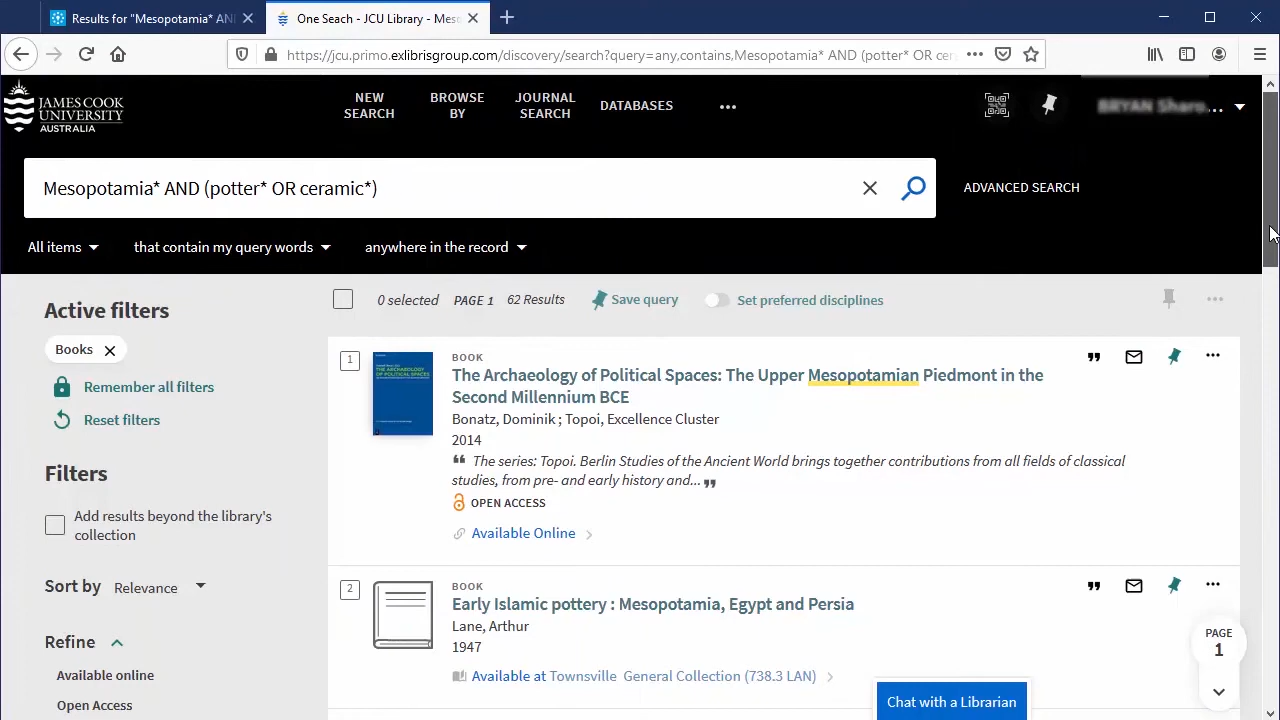 Results for "Mesopotamia* AN
One Seach - JCU Library - Meso
https://jcu.primo.exlibrisgroup.com/discovery/search?query=any,contains,Mesopotamia* AND (potter* OR cer
JAMES COOK
UNIVERSITY
AUSTRALIA
NEW
SEARCH
BROWSE
BY
JOURNAL
SEARCH
DATABASES
BRYAN Sharo...
Mesopotamia* AND (potter* OR ceramic*)
ADVANCED SEARCH
All items
that contain my query words
anywhere in the record
Active filters
Books
Remember all filters
Reset filters
Filters
Add results beyond the library's
collection
Sort by Relevance
Refine
Available online
Open Access
0 selected PAGE 1 62 Results Save query Set preferred disciplines
1
BOOK
The Archaeology of Political Spaces: The Upper Mesopotamian Piedmont in the
Second Millennium BCE
Bonatz, Dominik ; Topoi, Excellence Cluster
2014
❝ The series: Topoi. Berlin Studies of the Ancient World brings together contributions from all fields of classical
studies, from pre- and early history and... ❞
OPEN ACCESS
Available Online
2
BOOK
Early Islamic pottery : Mesopotamia, Egypt and Persia
Lane, Arthur
1947
Available at Townsville General Collection (738.3 LAN)
PAGE
1
Chat with a Librarian